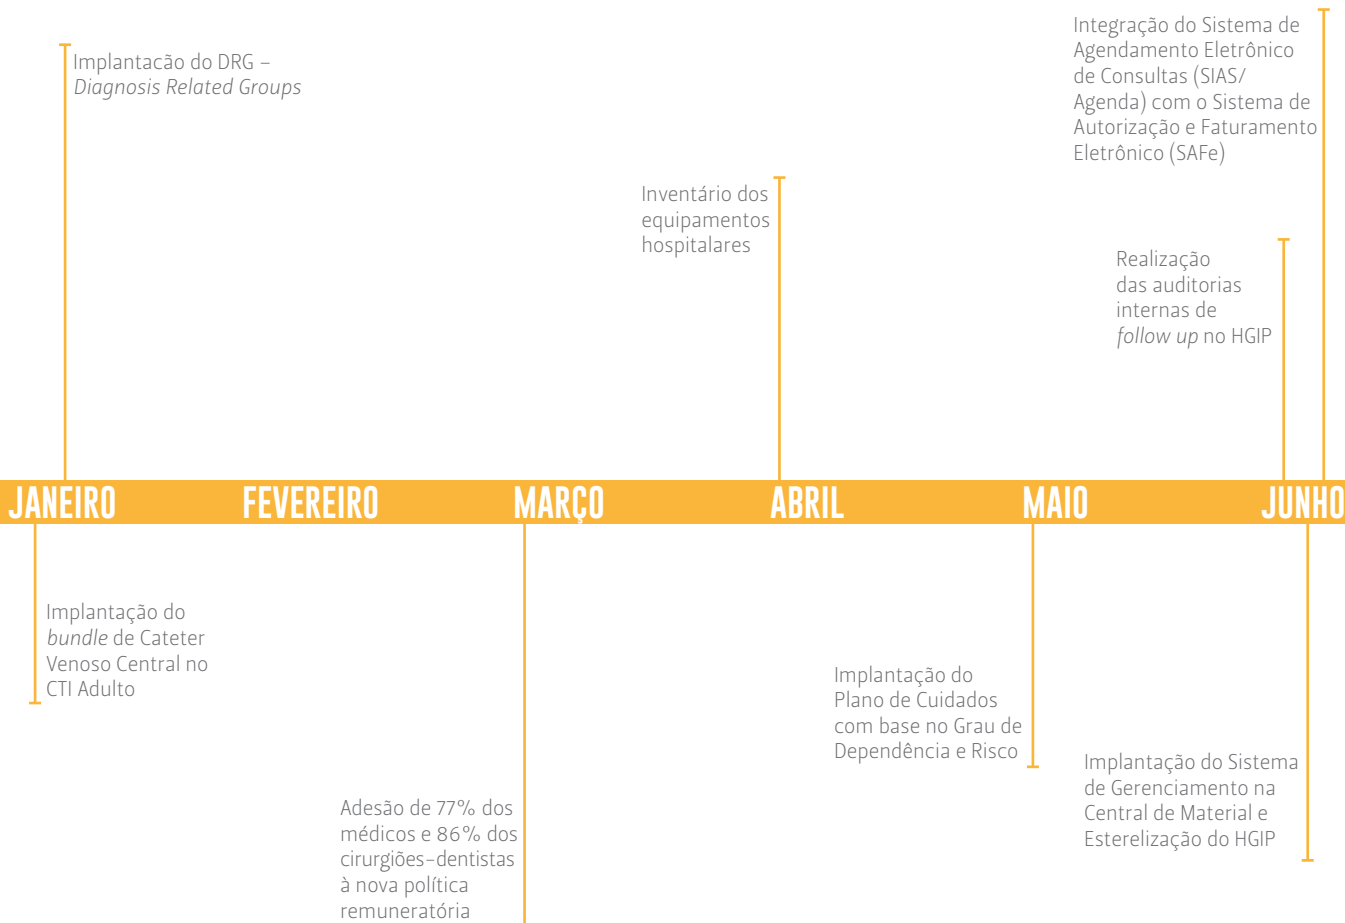 Implantacão do DRG –
Diagnosis Related Groups
Inventário dos
equipamentos
hospitalares
Integração do Sistema de
Agendamento Eletrônico
de Consultas (SIAS/
Agenda) com o Sistema de
Autorização e Faturamento
Eletrônico (SAFe)
Realização
das auditorias
internas de
follow up no HGIP
JANEIRO FEVEREIRO MARÇO ABRIL MAIO JUNHO
Implantação do
bundle de Cateter
Venoso Central no
CTI Adulto
Adesão de 77% dos
médicos e 86% dos
cirurgiões-dentistas
à nova política
remuneratória
Implantação do
Plano de Cuidados
com base no Grau de
Dependência e Risco
Implantação do Sistema
de Gerenciamento na
Central de Material e
Esterelização do HGIP